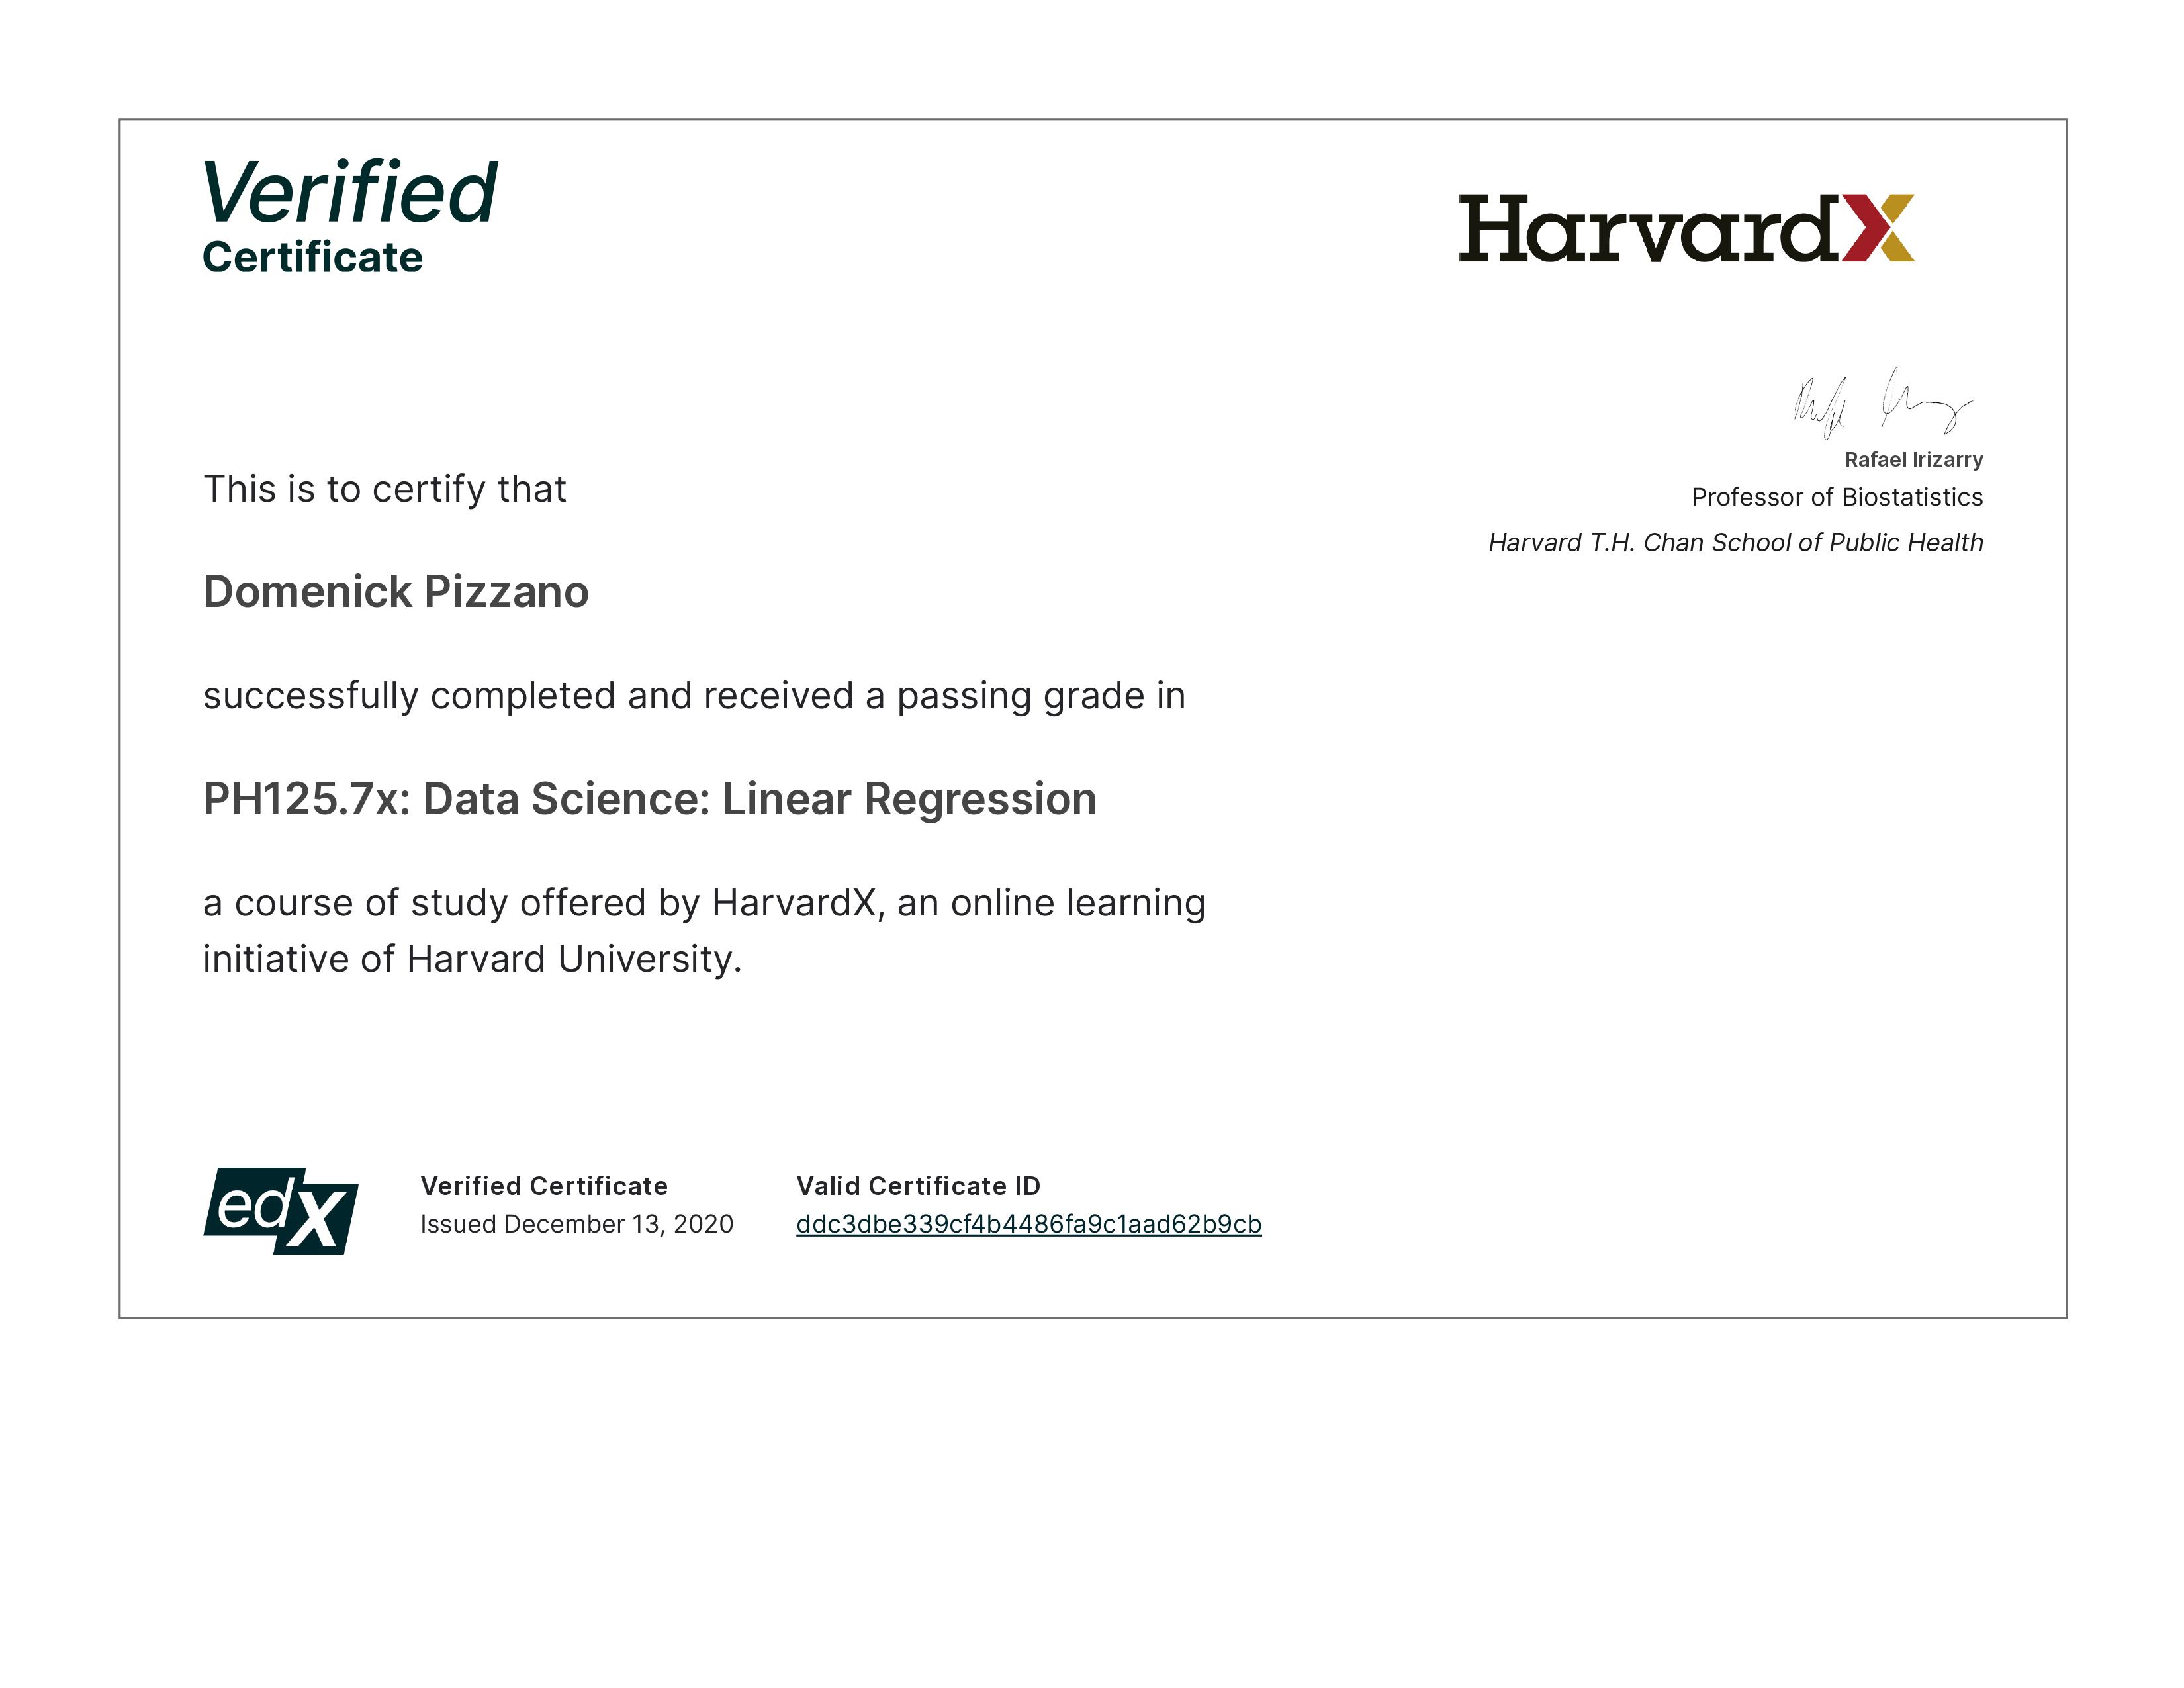 Verified
Certificate
HarvardX
This is to certify that
Domenick Pizzano
successfully completed and received a passing grade in
PH125.7x: Data Science: Linear Regression
a course of study offered by HarvardX, an online learning
initiative of Harvard University.
Rafael Irizarry
Professor of Biostatistics
Harvard T.H. Chan School of Public Health
edX
Verified Certificate
Issued December 13, 2020
Valid Certificate ID
ddc3dbe339cf4b4486fa9c1aad62b9cb